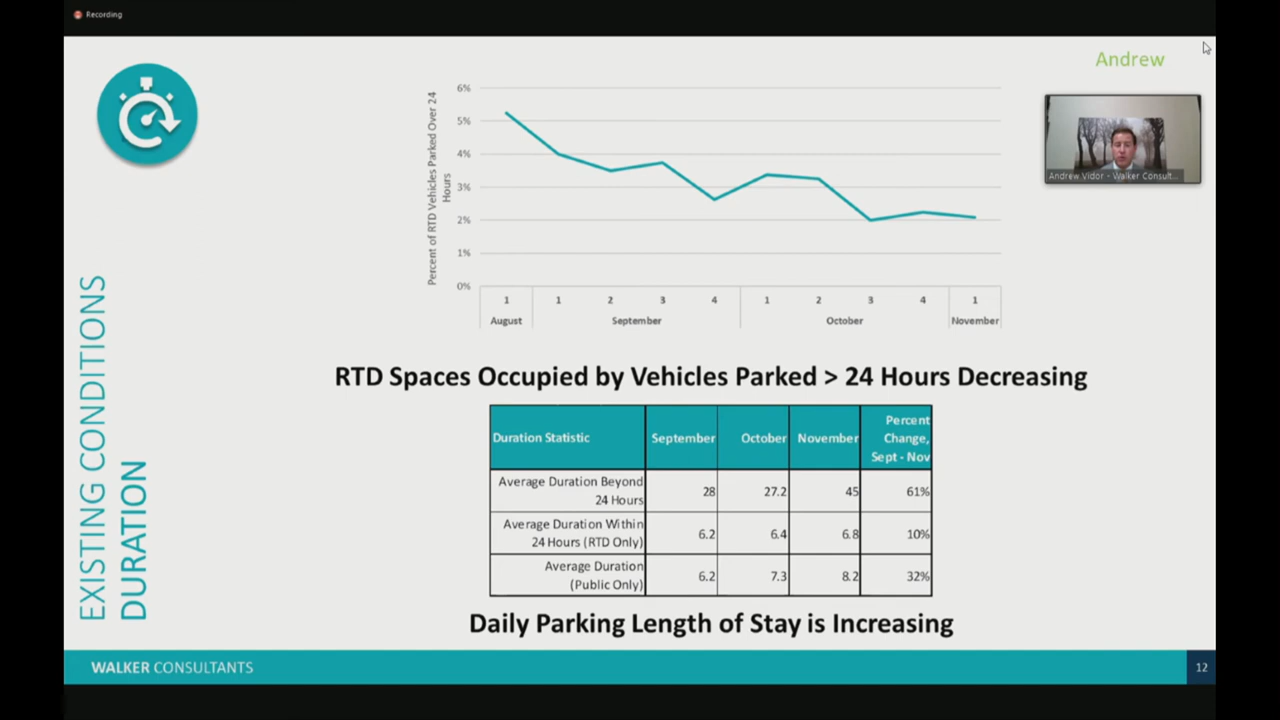 Recording
Andrew
Andrew Vidor - Walker Consult...
EXISTING CONDITIONS
DURATION
Percent of RTD Vehicles Parked Over 24
Hours
6%
5%
4%
3%
2%
1%
0%
1 1 2 3 4 1 2 3 4 1
August September October November
RTD Spaces Occupied by Vehicles Parked > 24 Hours Decreasing
Duration Statistic September October November Percent Change, Sept - Nov
Average Duration Beyond 24 Hours 28 27.2 45 61%
Average Duration Within 24 Hours (RTD Only) 6.2 6.4 6.8 10%
Average Duration (Public Only) 6.2 7.3 8.2 32%
Daily Parking Length of Stay is Increasing
WALKER CONSULTANTS
12